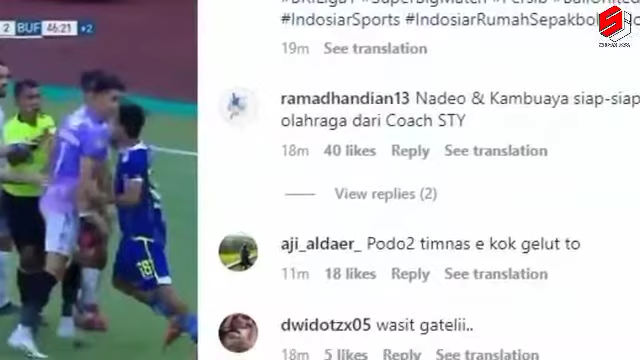 2 BUF 46:21 +2
#IndosiarSports #IndosiarRumahSepakbol
19m See translation
ramadhandian13 Nadeo & Kambuaya siap-siap
olahraga dari Coach STY
18m 40 likes Reply See translation
View replies (2)
aji_aldaer_ Podo2 timnas e kok gelut to
11m 18 likes Reply See translation
dwidotzx05 wasit gatelii..
18m 5 likes Reply See translation